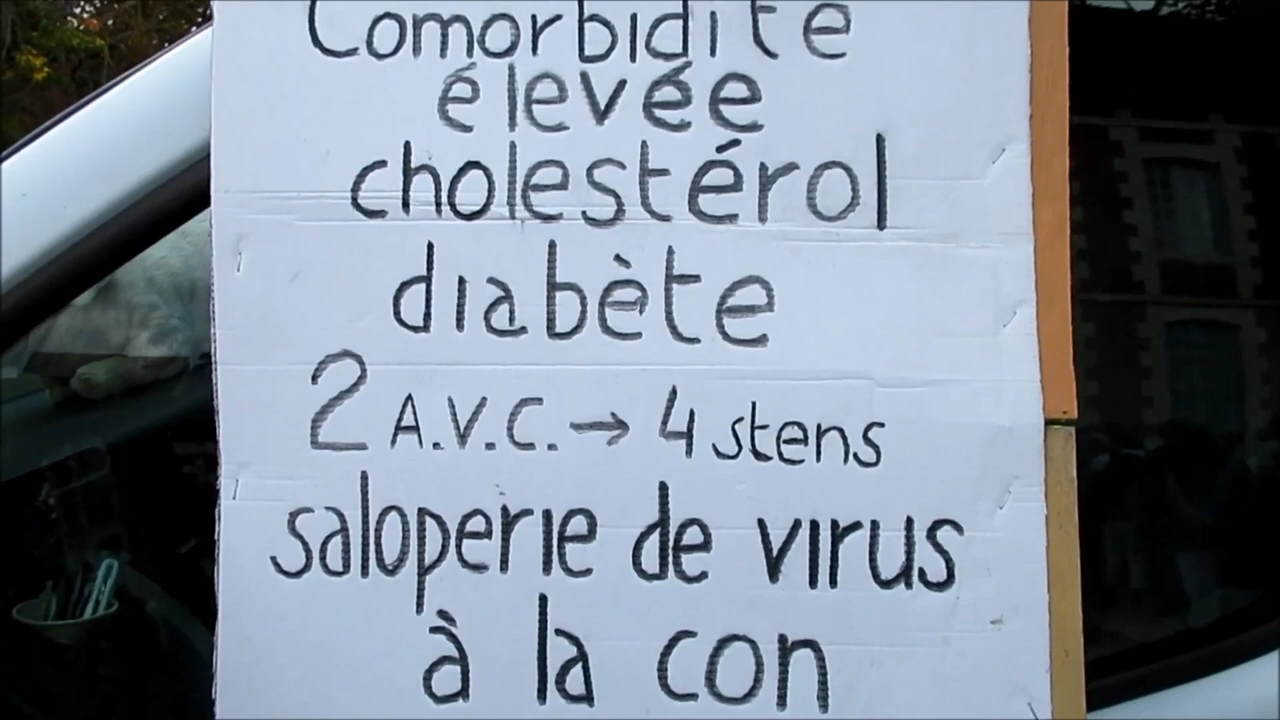 Comorbidité
élevée
cholestérol
diabète
2 A.V.C. → 4 stens
saloperie de virus
à la con